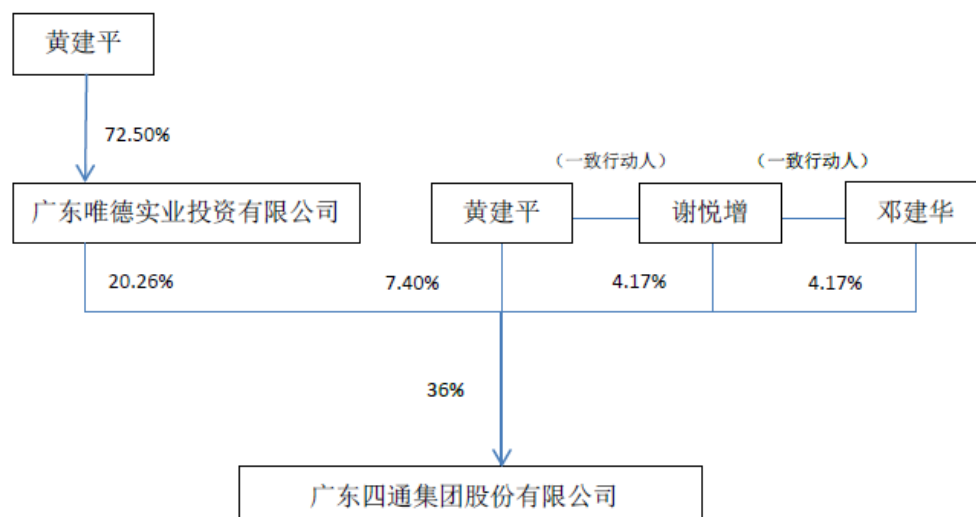 黄建平
72.50%
（一致行动人）
（一致行动人）
广东唯德实业投资有限公司
黄建平
谢悦增
邓建华
20.26%
7.40%
4.17%
4.17%
36%
广东四通集团股份有限公司